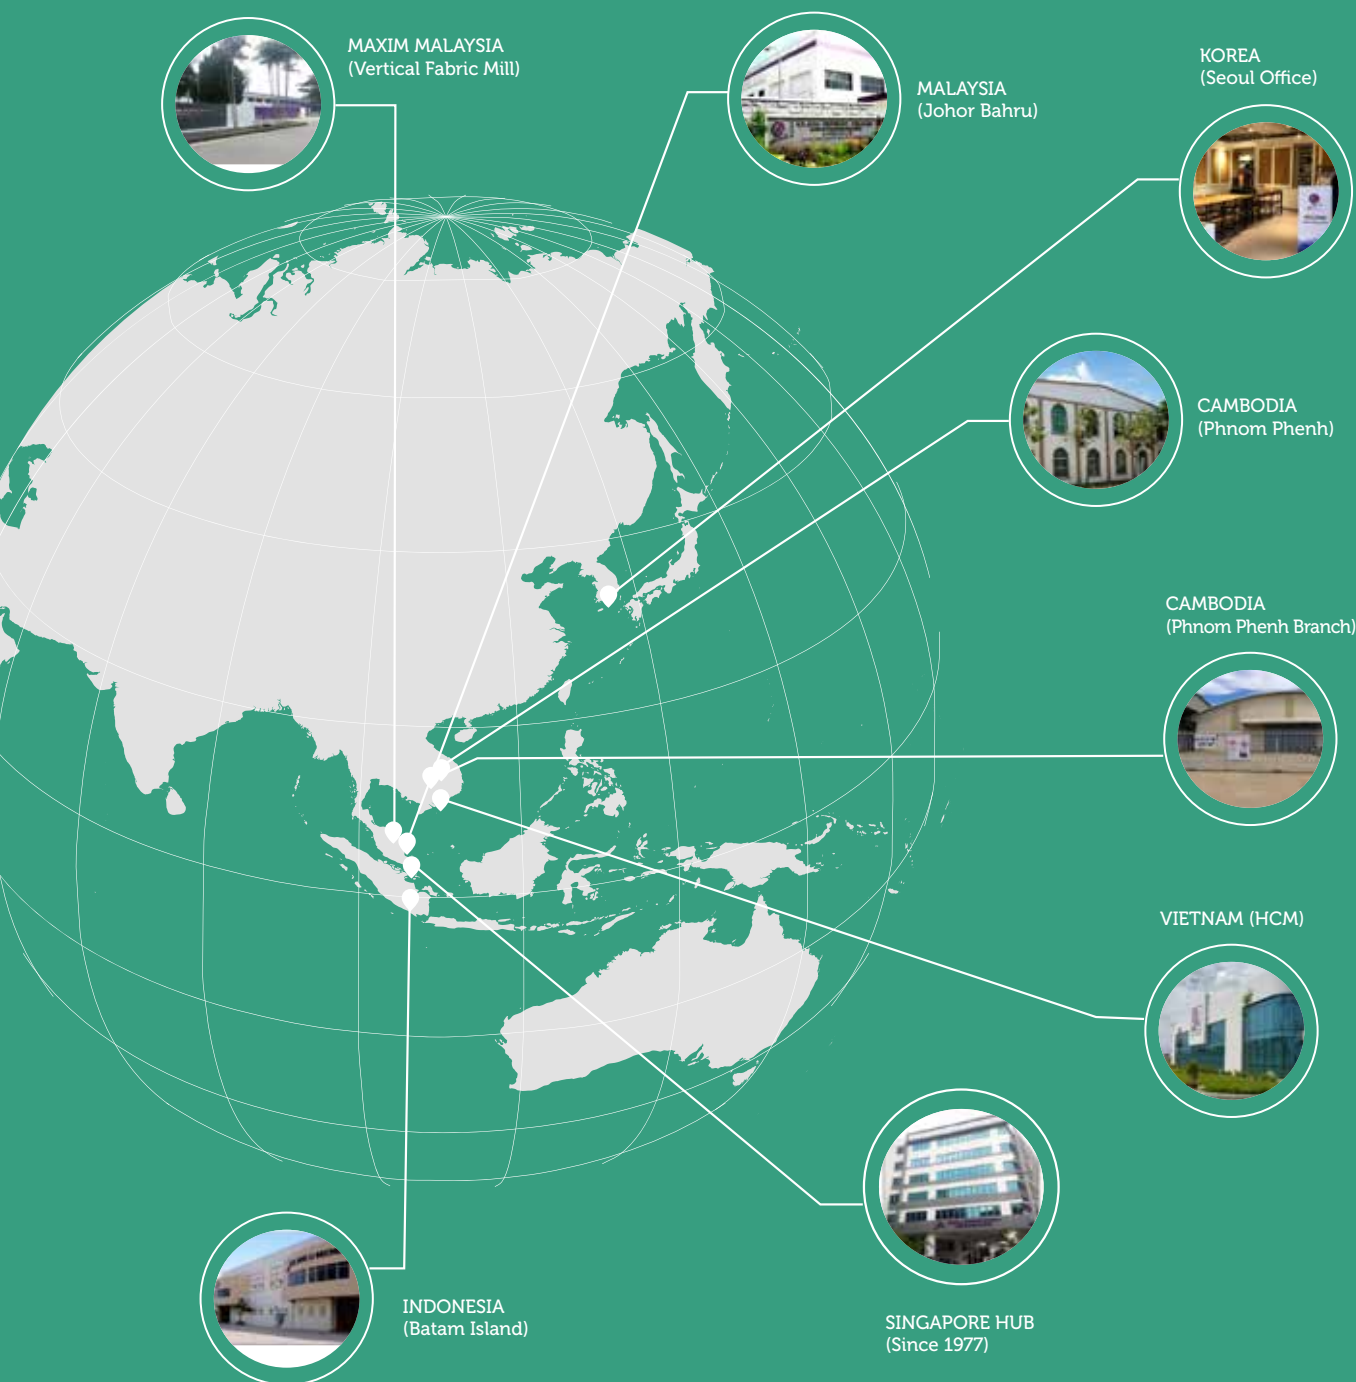 MAXIM MALAYSIA
(Vertical Fabric Mill)
MALAYSIA
(Johor Bahru)
KOREA
(Seoul Office)
CAMBODIA
(Phnom Phenh)
CAMBODIA
(Phnom Phenh Branch)
VIETNAM (HCM)
SINGAPORE HUB
(Since 1977)
INDONESIA
(Batam Island)